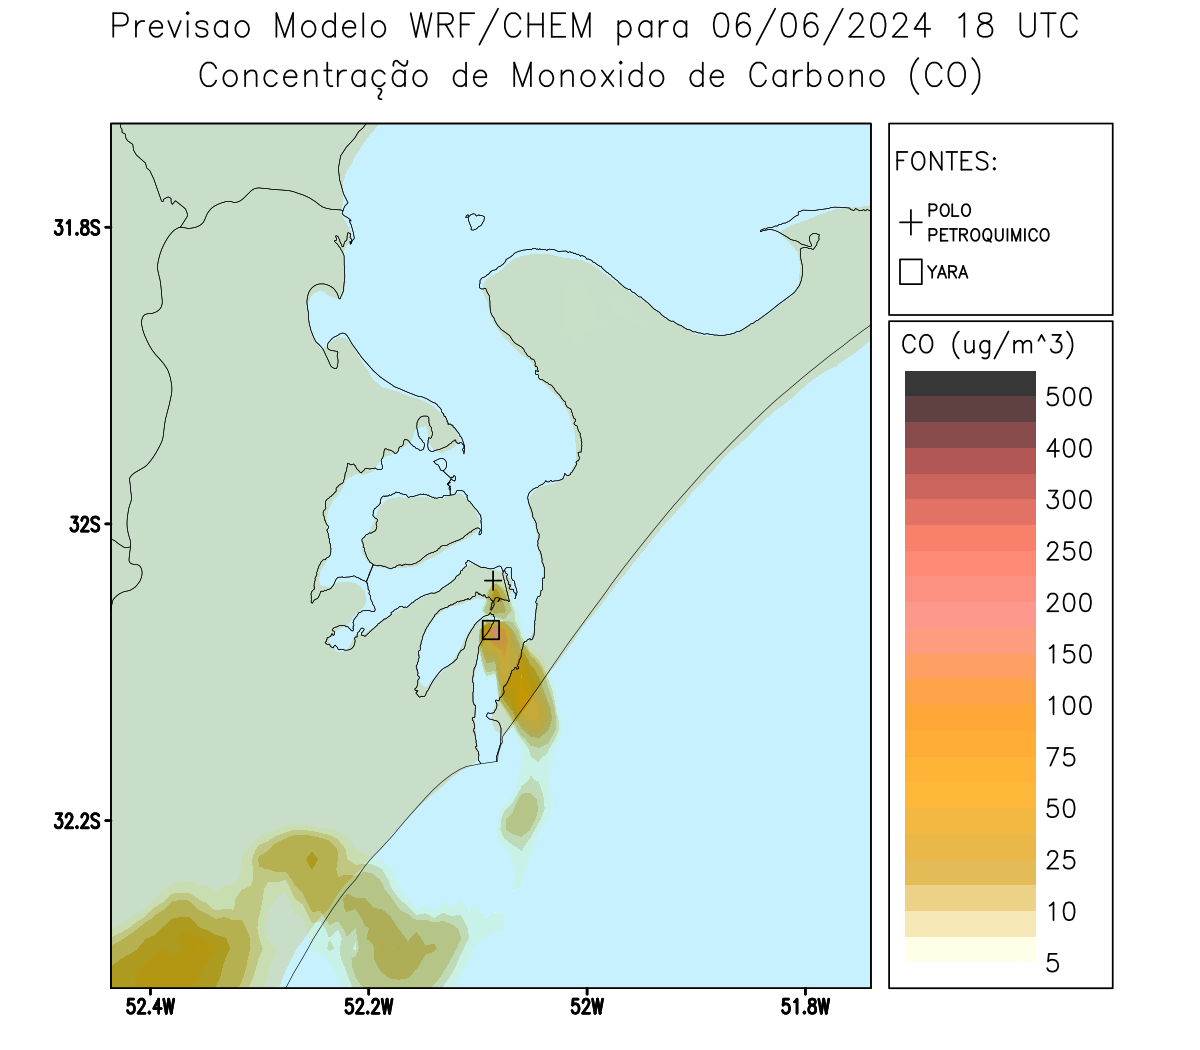 Previsao Modelo WRF/CHEM para 06/06/2024 18 UTC
Concentração de Monoxido de Carbono (CO)
FONTES:
POLO
PETROQUIMICO
YARA
CO (ug/m^3)
500
400
300
250
200
150
100
75
50
25
10
5
31.8S
32S
32.2S
52.4W
52.2W
52W
51.8W